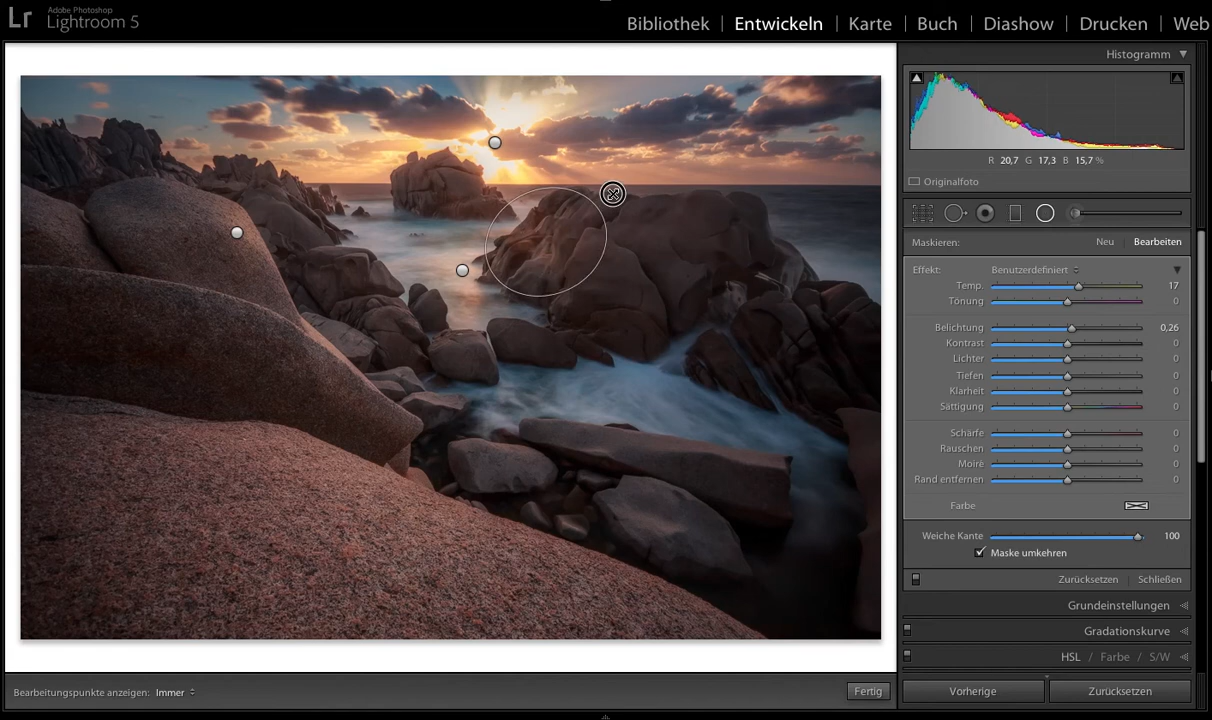 Lr Adobe Photoshop
Lightroom 5
Bibliothek | Entwickeln | Karte | Buch | Diashow | Drucken | Web
Histogramm
R 20,7 G 17,3 B 15,7 %
Originalfoto
Maskieren: Neu | Bearbeiten
Effekt: Benutzerdefiniert
Temp. 17
Tönung 0
Belichtung 0,26
Kontrast 0
Lichter 0
Tiefen 0
Klarheit 0
Sättigung 0
Schärfe 0
Rauschen 0
Moiré 0
Rand entfernen 0
Farbe
Weiche Kante 100
Maske umkehren
Zurücksetzen | Schließen
Grundeinstellungen
Gradationskurve
HSL / Farbe / S/W
Bearbeitungspunkte anzeigen: Immer
Fertig
Vorherige
Zurücksetzen